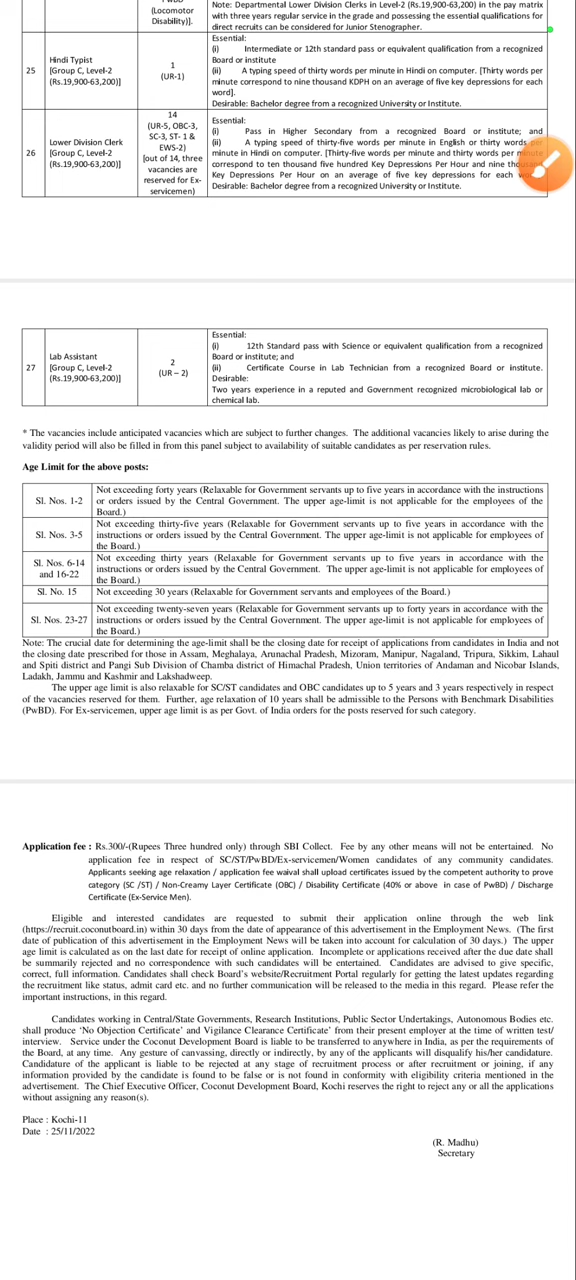 PwBD
(Locomotor
Disability)].
Note: Departmental Lower Division Clerks in Level-2 (Rs.19,900-63,200) in the pay matrix
with three years regular service in the grade and possessing the essential qualifications for
direct recruits can be considered for Junior Stenographer.
25
Hindi Typist
[Group C, Level-2
(Rs.19,900-63,200)]
1
(UR-1)
Essential:
(i) Intermediate or 12th standard pass or equivalent qualification from a recognized
Board or institute
(ii) A typing speed of thirty words per minute in Hindi on computer. [Thirty words per
minute correspond to nine thousand KDPH on an average of five key depressions for each
word].
Desirable: Bachelor degree from a recognized University or Institute.
26
Lower Division Clerk
[Group C, Level-2
(Rs.19,900-63,200)]
14
(UR-5, OBC-3,
SC-3, ST- 1 &
EWS-2)
[out of 14, three
vacancies are
reserved for Ex-
servicemen)
Essential:
(i) Pass in Higher Secondary from a recognized Board or institute; and
(ii) A typing speed of thirty-five words per minute in English or thirty words per
minute in Hindi on computer. [Thirty-five words per minute and thirty words per minute
correspond to ten thousand five hundred Key Depressions Per Hour and nine thousand
Key Depressions Per Hour on an average of five key depressions for each
Desirable: Bachelor degree from a recognized University or Institute.
27
Lab Assistant
[Group C, Level-2
(Rs.19,900-63,200)]
2
(UR – 2)
Essential:
(i) 12th Standard pass with Science or equivalent qualification from a recognized
Board or institute; and
(ii) Certificate Course in Lab Technician from a recognized Board or institute.
Desirable:
Two years experience in a reputed and Government recognized microbiological lab or
chemical lab.
* The vacancies include anticipated vacancies which are subject to further changes. The additional vacancies likely to arise during the
validity period will also be filled in from this panel subject to availability of suitable candidates as per reservation rules.
Age Limit for the above posts:
Sl. Nos. 1-2
Not exceeding forty years (Relaxable for Government servants up to five years in accordance with the instructions
or orders issued by the Central Government. The upper age-limit is not applicable for the employees of the
Board.)
Sl. Nos. 3-5
Not exceeding thirty-five years (Relaxable for Government servants up to five years in accordance with the
instructions or orders issued by the Central Government. The upper age-limit is not applicable for employees of
the Board.)
Sl. Nos. 6-14
and 16-22
Not exceeding thirty years (Relaxable for Government servants up to five years in accordance with the
instructions or orders issued by the Central Government. The upper age-limit is not applicable for employees of
the Board.)
Sl. No. 15
Not exceeding 30 years (Relaxable for Government servants and employees of the Board.)
Sl. Nos. 23-27
Not exceeding twenty-seven years (Relaxable for Government servants up to forty years in accordance with the
instructions or orders issued by the Central Government. The upper age-limit is not applicable for employees of
the Board.)
Note: The crucial date for determining the age-limit shall be the closing date for receipt of applications from candidates in India and not
the closing date prescribed for those in Assam, Meghalaya, Arunachal Pradesh, Mizoram, Manipur, Nagaland, Tripura, Sikkim, Lahaul
and Spiti district and Pangi Sub Division of Chamba district of Himachal Pradesh, Union territories of Andaman and Nicobar Islands,
Ladakh, Jammu and Kashmir and Lakshadweep.
The upper age limit is also relaxable for SC/ST candidates and OBC candidates up to 5 years and 3 years respectively in respect
of the vacancies reserved for them. Further, age relaxation of 10 years shall be admissible to the Persons with Benchmark Disabilities
(PwBD). For Ex-servicemen, upper age limit is as per Govt. of India orders for the posts reserved for such category.
Application fee : Rs.300/-(Rupees Three hundred only) through SBI Collect. Fee by any other means will not be entertained. No
application fee in respect of SC/ST/PwBD/Ex-servicemen/Women candidates of any community candidates.
Applicants seeking age relaxation / application fee waival shall upload certificates issued by the competent authority to prove
category (SC /ST) / Non-Creamy Layer Certificate (OBC) / Disability Certificate (40% or above in case of PwBD) / Discharge
Certificate (Ex-Service Men).
Eligible and interested candidates are requested to submit their application online through the web link
(https://recruit.coconutboard.in) within 30 days from the date of appearance of this advertisement in the Employment News. (The first
date of publication of this advertisement in the Employment News will be taken into account for calculation of 30 days.) The upper
age limit is calculated as on the last date for receipt of online application. Incomplete or applications received after the due date shall
be summarily rejected and no correspondence with such candidates will be entertained. Candidates are advised to give specific,
correct, full information. Candidates shall check Board's website/Recruitment Portal regularly for getting the latest updates regarding
the recruitment like status, admit card etc. and no further communication will be released to the media in this regard. Please refer the
important instructions, in this regard.
Candidates working in Central/State Governments, Research Institutions, Public Sector Undertakings, Autonomous Bodies etc.
shall produce 'No Objection Certificate' and Vigilance Clearance Certificate' from their present employer at the time of written test/
interview. Service under the Coconut Development Board is liable to be transferred to anywhere in India, as per the requirements of
the Board, at any time. Any gesture of canvassing, directly or indirectly, by any of the applicants will disqualify his/her candidature.
Candidature of the applicant is liable to be rejected at any stage of recruitment process or after recruitment or joining, if any
information provided by the candidate is found to be false or is not found in conformity with eligibility criteria mentioned in the
advertisement. The Chief Executive Officer, Coconut Development Board, Kochi reserves the right to reject any or all the applications
without assigning any reason(s).
Place : Kochi-11
Date : 25/11/2022
(R. Madhu)
Secretary